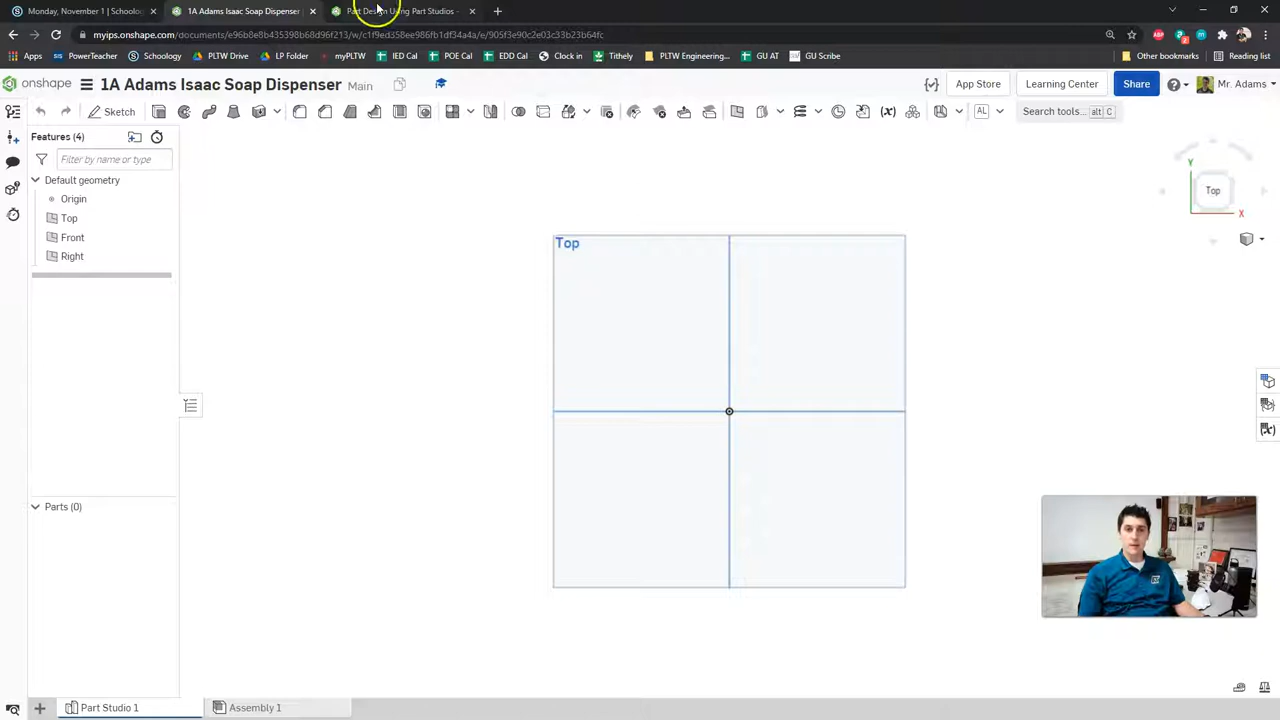 Monday, November 1 | Schoolog
1A Adams Isaac Soap Dispenser
Part Design Using Part Studios -
myips.onshape.com/documents/e96b8e8b435398b68d96f213/w/c1f9ed358ee986fb1df34a4a/e/905f3e90c2e03c33b23b64fc
Apps
PowerTeacher
Schoology
PLTW Drive
LP Folder
myPLTW
IED Cal
POE Cal
EDD Cal
Clock in
Tithely
PLTW Engineering...
GU AT
GU Scribe
Other bookmarks
Reading list
onshape
1A Adams Isaac Soap Dispenser
Main
App Store
Learning Center
Share
Mr. Adams
Sketch
AL
Search tools... alt C
Features (4)
Filter by name or type
Default geometry
Origin
Top
Front
Right
Parts (0)
Top
Y
Top
X
Part Studio 1
Assembly 1